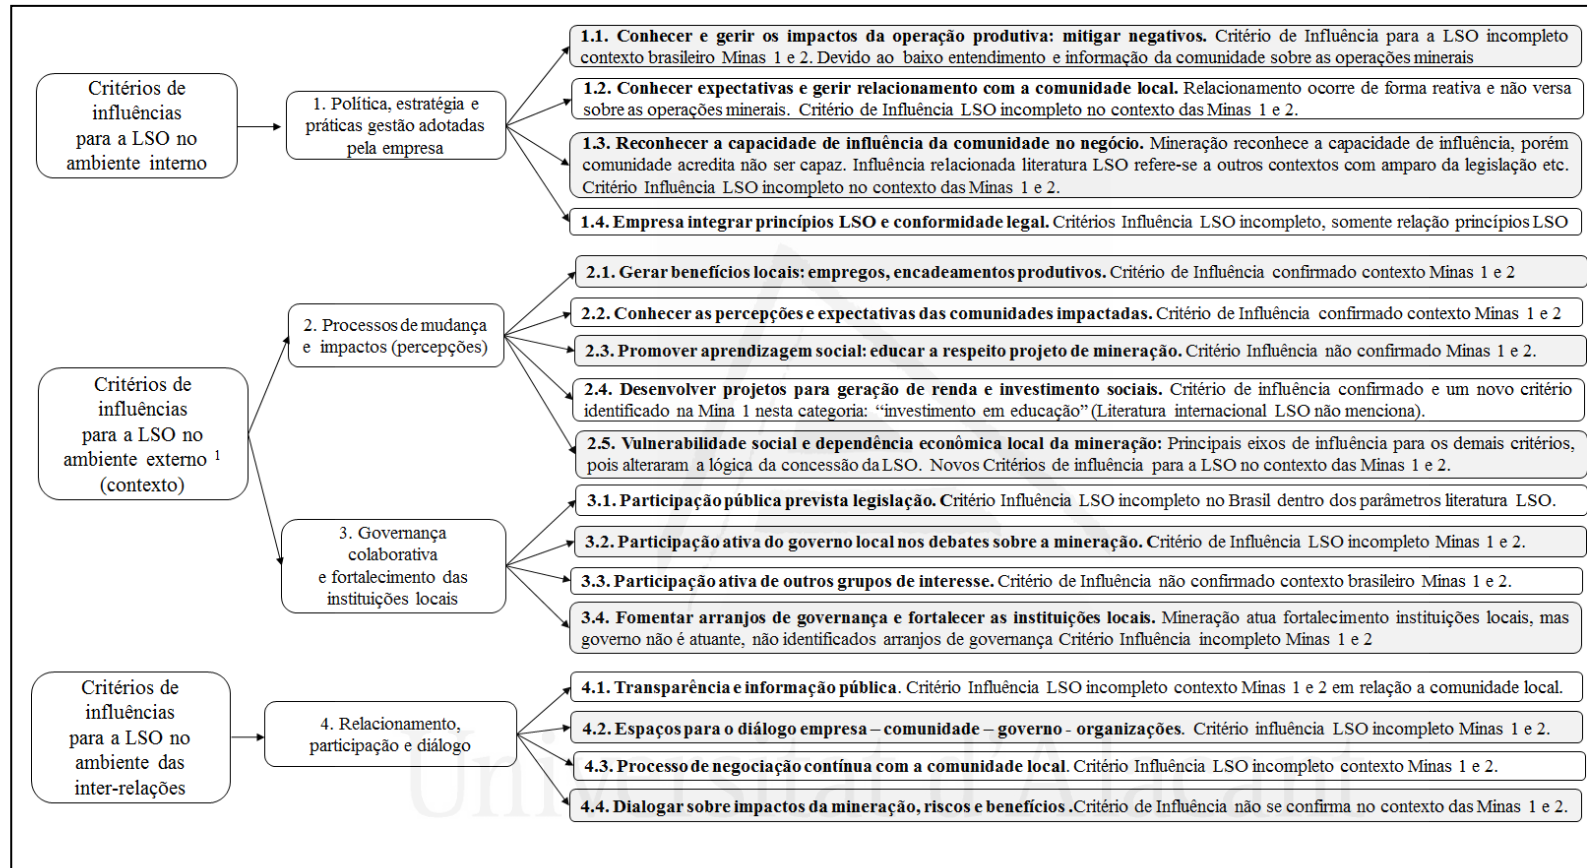 Critérios de
influências
para a LSO no
ambiente interno
1. Política, estratégia e
práticas gestão adotadas
pela empresa
1.1. Conhecer e gerir os impactos da operação produtiva: mitigar negativos. Critério de Influência para a LSO incompleto
contexto brasileiro Minas 1 e 2. Devido ao baixo entendimento e informação da comunidade sobre as operações minerais
1.2. Conhecer expectativas e gerir relacionamento com a comunidade local. Relacionamento ocorre de forma reativa e não versa
sobre as operações minerais. Critério de Influência LSO incompleto no contexto das Minas 1 e 2.
1.3. Reconhecer a capacidade de influência da comunidade no negócio. Mineração reconhece a capacidade de influência, porém
comunidade acredita não ser capaz. Influência relacionada literatura LSO refere-se a outros contextos com amparo da legislação etc.
Critério Influência LSO incompleto no contexto das Minas 1 e 2.
1.4. Empresa integrar princípios LSO e conformidade legal. Critérios Influência LSO incompleto, somente relação princípios LSO
Critérios de
influências
para a LSO no
ambiente externo 1
(contexto)
2. Processos de mudança
e impactos (percepções)
2.1. Gerar benefícios locais: empregos, encadeamentos produtivos. Critério de Influência confirmado contexto Minas 1 e 2
2.2. Conhecer as percepções e expectativas das comunidades impactadas. Critério de Influência confirmado contexto Minas 1 e 2
2.3. Promover aprendizagem social: educar a respeito projeto de mineração. Critério Influência não confirmado Minas 1 e 2.
2.4. Desenvolver projetos para geração de renda e investimento sociais. Critério de influência confirmado e um novo critério
identificado na Mina 1 nesta categoria: “investimento em educação” (Literatura internacional LSO não menciona).
2.5. Vulnerabilidade social e dependência econômica local da mineração: Principais eixos de influência para os demais critérios,
pois alteraram a lógica da concessão da LSO. Novos Critérios de influência para a LSO no contexto das Minas 1 e 2.
3. Governança
colaborativa
e fortalecimento das
instituições locais
3.1. Participação pública prevista legislação. Critério Influência LSO incompleto no Brasil dentro dos parâmetros literatura LSO.
3.2. Participação ativa do governo local nos debates sobre a mineração. Critério de Influência LSO incompleto Minas 1 e 2.
3.3. Participação ativa de outros grupos de interesse. Critério de Influência não confirmado contexto brasileiro Minas 1 e 2.
3.4. Fomentar arranjos de governança e fortalecer as instituições locais. Mineração atua fortalecimento instituições locais, mas
governo não é atuante, não identificados arranjos de governança Critério Influência incompleto Minas 1 e 2
Critérios de
influências
para a LSO no
ambiente das
inter-relações
4. Relacionamento,
participação e diálogo
4.1. Transparência e informação pública. Critério Influência LSO incompleto contexto Minas 1 e 2 em relação a comunidade local.
4.2. Espaços para o diálogo empresa – comunidade – governo - organizações. Critério influência LSO incompleto Minas 1 e 2.
4.3. Processo de negociação contínua com a comunidade local. Critério Influência LSO incompleto contexto Minas 1 e 2.
4.4. Dialogar sobre impactos da mineração, riscos e benefícios .Critério de Influência não se confirma no contexto das Minas 1 e 2.
Universitat d'Alacant